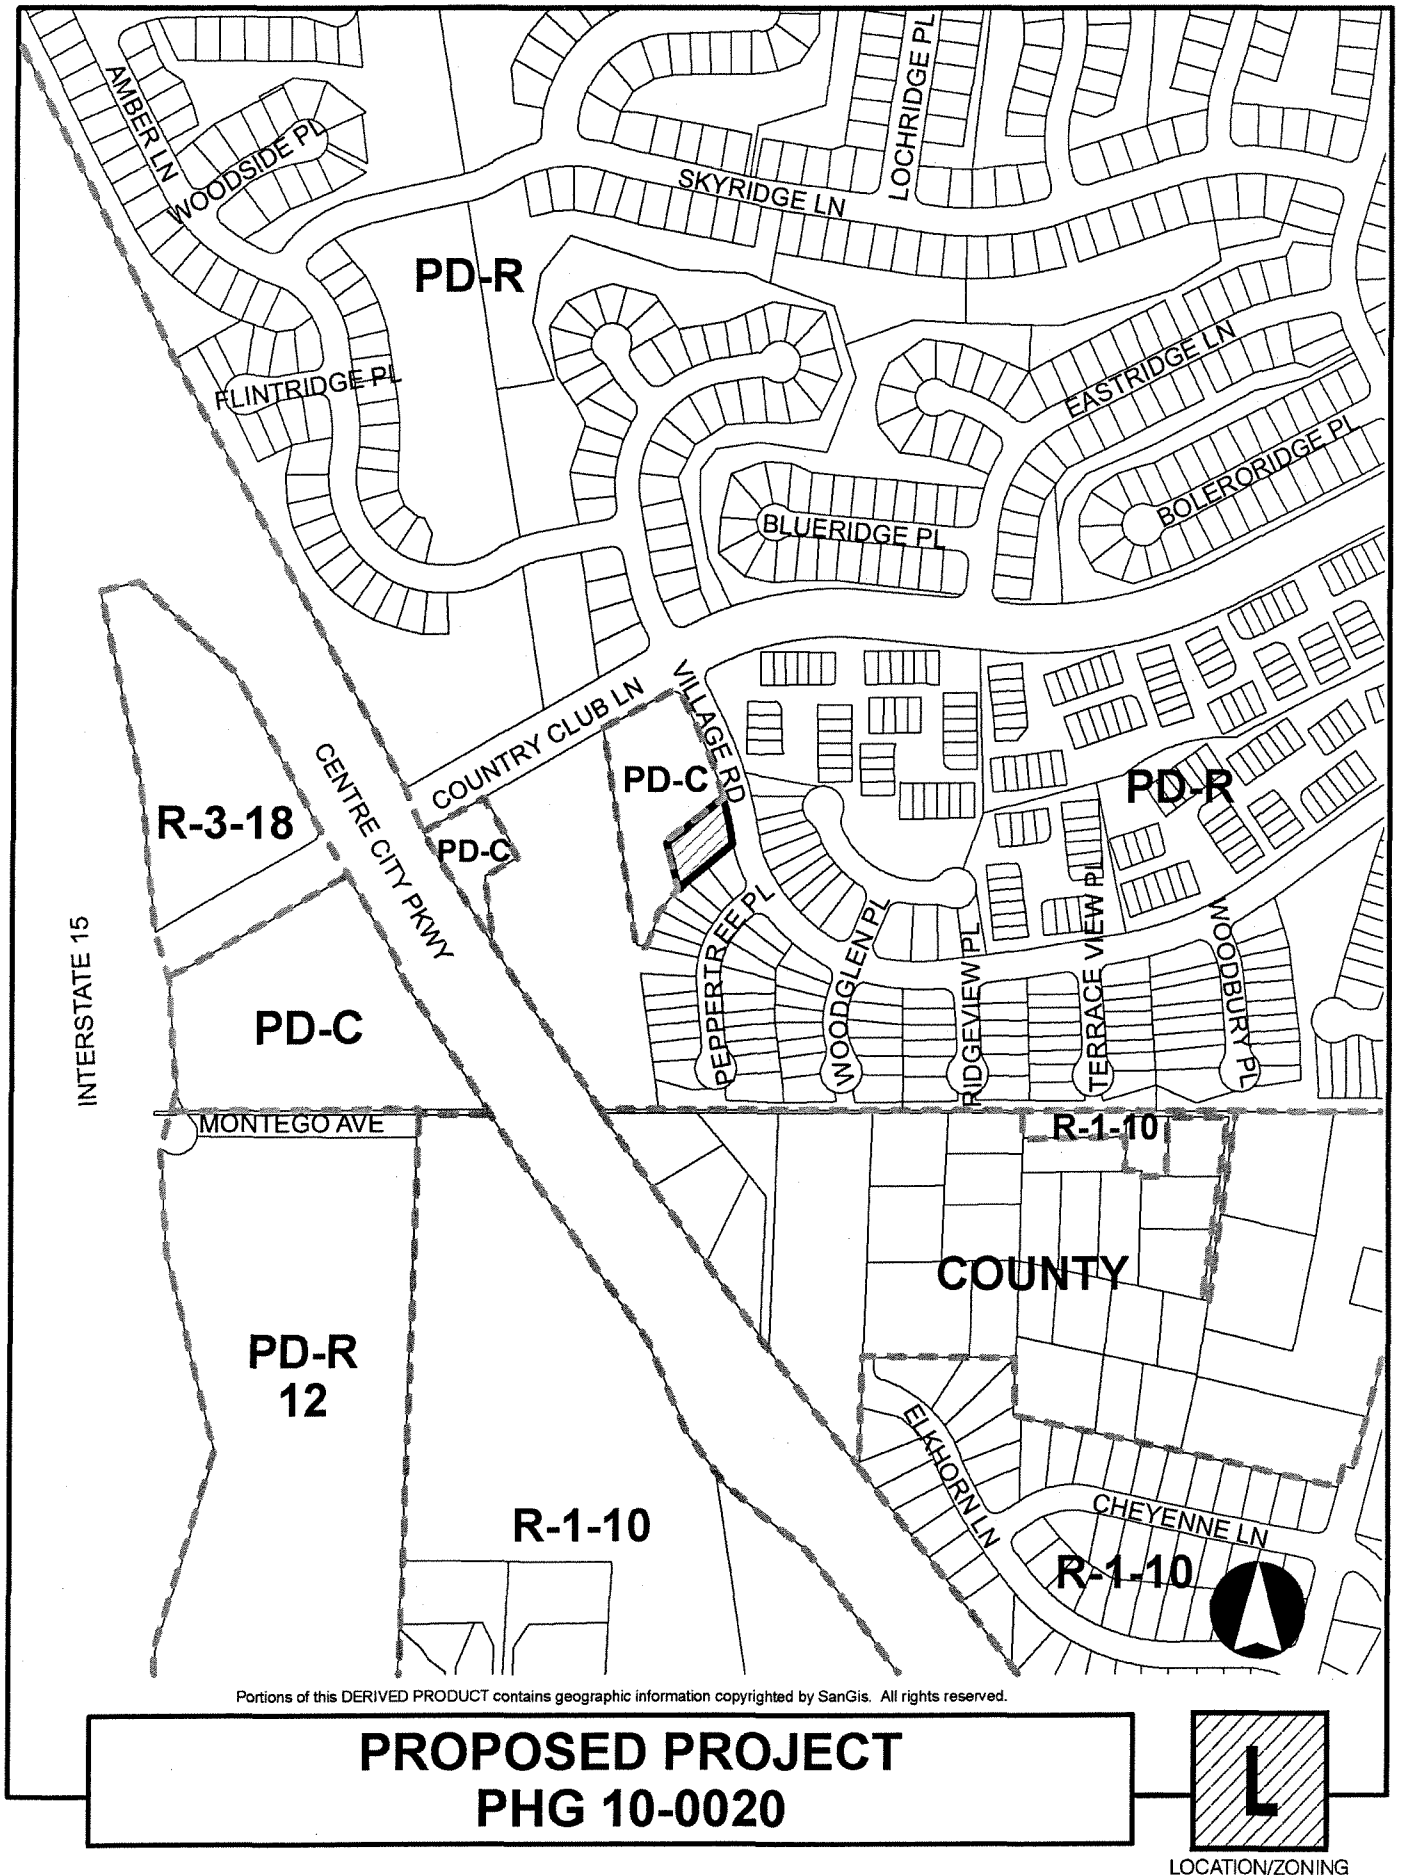 AMBER LN
WOODSIDE PL
LOCHRIDGE PL
SKYRIDGE LN
PD-R
EASTRIDGE LN
FLINTRIDGE PL
BOLERORIDGE PL
BLUERIDGE PL
VILLAGE RD
COUNTRY CLUB LN
CENTRE CITY PKWY
PD-C
PD-R
R-3-18
PD-C
PEPPERTREE PL
WOODGLEN PL
RIDGEVIEW PL
TERRACE VIEW PL
WOODBURY PL
INTERSTATE 15
PD-C
MONTEGO AVE
R-1-10
COUNTY
PD-R
12
ELKHORN LN
CHEYENNE LN
R-1-10
R-1-10
Portions of this DERIVED PRODUCT contains geographic information copyrighted by SanGis. All rights reserved.
PROPOSED PROJECT
PHG 10-0020
L
LOCATION/ZONING